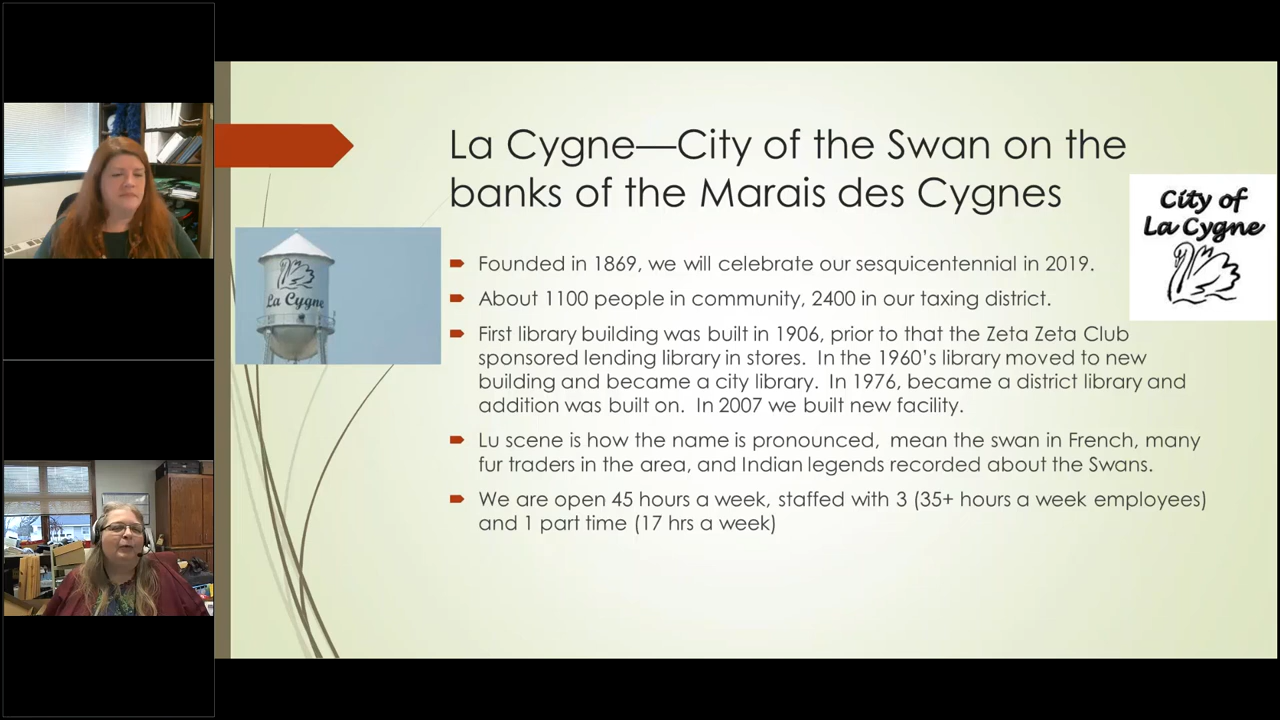 La Cygne—City of the Swan on the
banks of the Marais des Cygnes
City of
La Cygne
La Cygne
Founded in 1869, we will celebrate our sesquicentennial in 2019.
About 1100 people in community, 2400 in our taxing district.
First library building was built in 1906, prior to that the Zeta Zeta Club
sponsored lending library in stores.  In the 1960's library moved to new
building and became a city library.  In 1976, became a district library and
addition was built on.  In 2007 we built new facility.
Lu scene is how the name is pronounced,  mean the swan in French, many
fur traders in the area, and Indian legends recorded about the Swans.
We are open 45 hours a week, staffed with 3 (35+ hours a week employees)
and 1 part time (17 hrs a week)